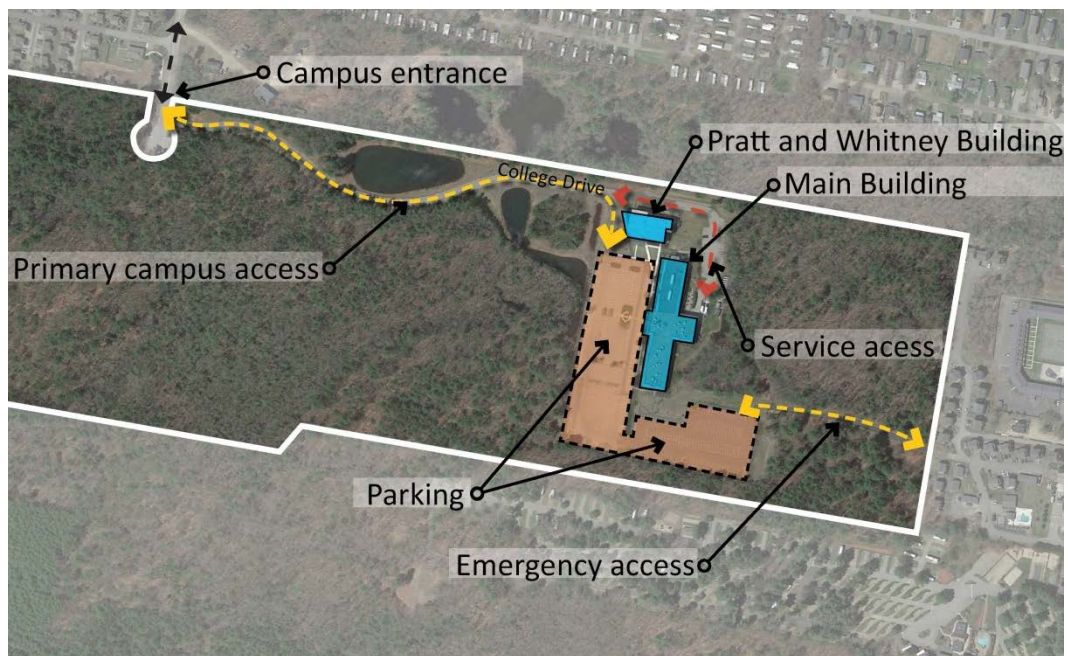 Campus entrance
Pratt and Whitney Building
College Drive
Main Building
Primary campus access
Service acess
Parking
Emergency access